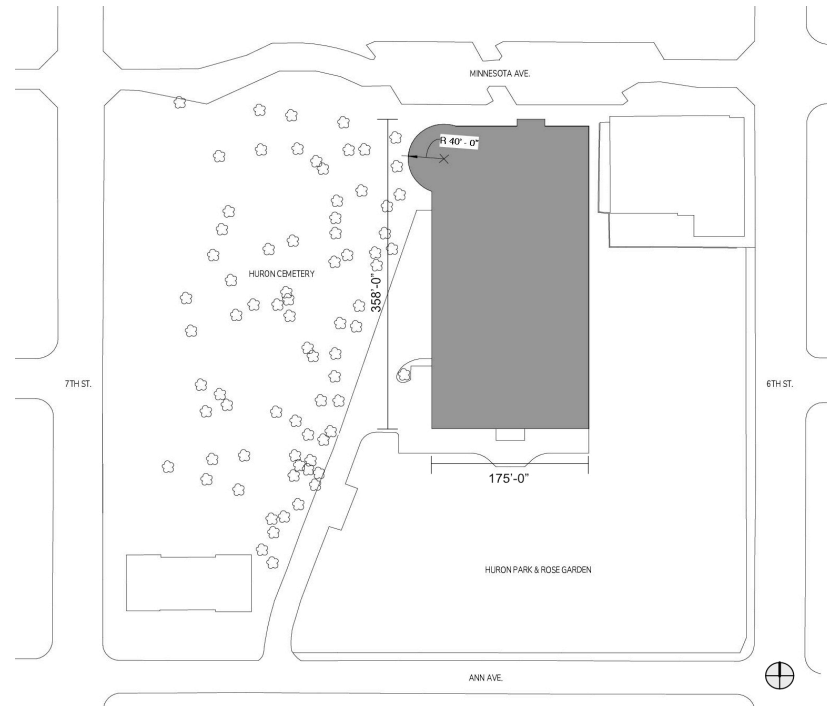 MINNESOTA AVE.
R 40' - 0"
HURON CEMETERY
358'-0"
7TH ST.
6TH ST.
175'-0"
HURON PARK & ROSE GARDEN
ANN AVE.